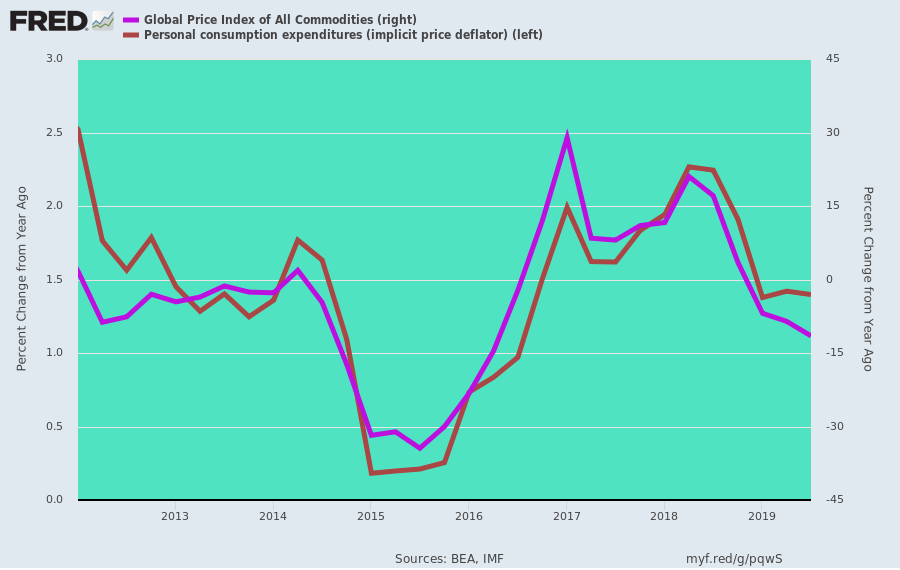 FRED
Global Price Index of All Commodities (right)
Personal consumption expenditures (implicit price deflator) (left)
3.0
2.5
2.0
1.5
1.0
0.5
0.0
Percent Change from Year Ago
45
30
15
0
-15
-30
-45
Percent Change from Year Ago
2013 2014 2015 2016 2017 2018 2019
Sources: BEA, IMF
myf.red/g/pqwS